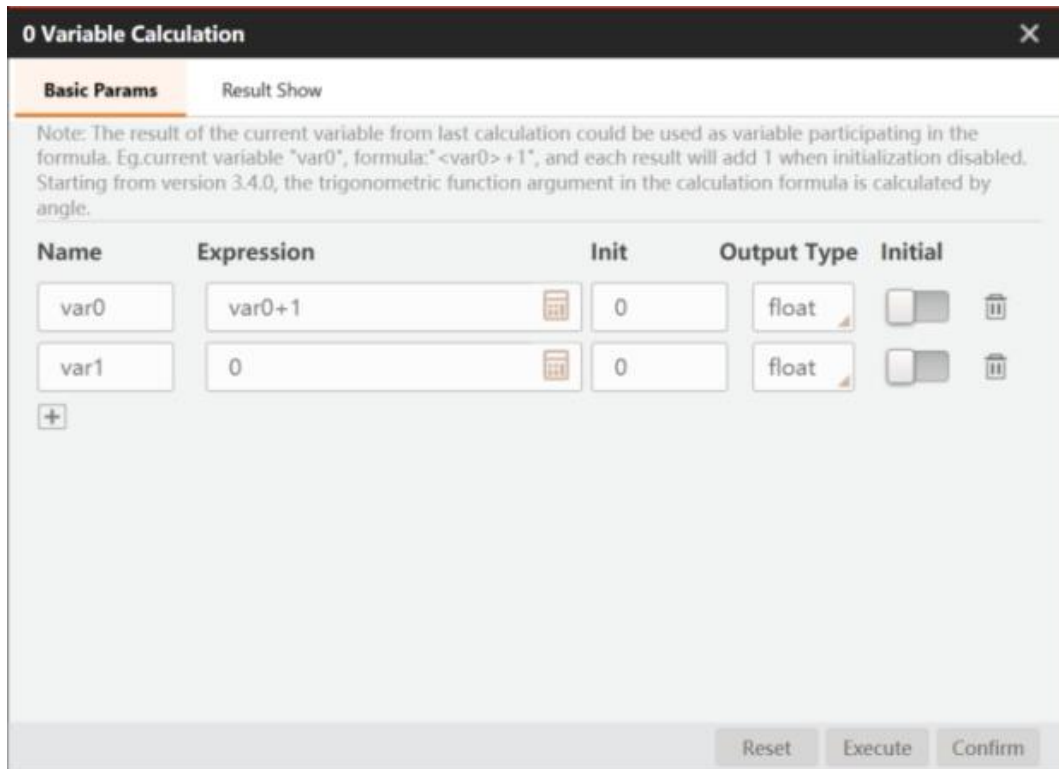 0 Variable Calculation
Basic Params Result Show
Note: The result of the current variable from last calculation could be used as variable participating in the
formula. Eg.current variable "var0", formula:"<var0>+1", and each result will add 1 when initialization disabled.
Starting from version 3.4.0, the trigonometric function argument in the calculation formula is calculated by
angle.
Name Expression Init Output Type Initial
var0 var0+1 0 float
var1 0 0 float
Reset Execute Confirm